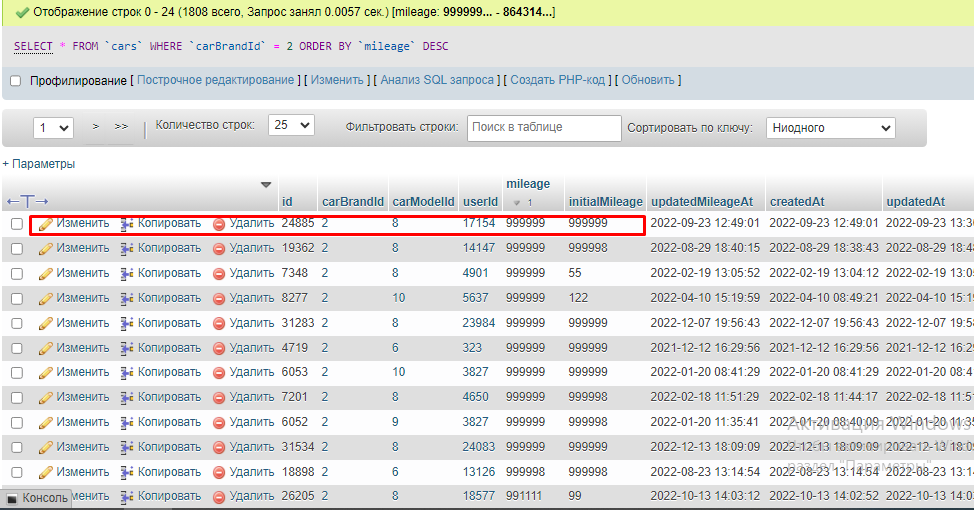 Отображение строк 0 - 24 (1808 всего, Запрос занял 0.0057 сек.) [mileage: 999999... - 864314...]
SELECT * FROM `cars` WHERE `carBrandId` = 2 ORDER BY `mileage` DESC
Профилирование [ Построчное редактирование ] [ Изменить ] [ Анализ SQL запроса ] [ Создать PHP-код ] [ Обновить ]
1 > >> | Количество строк: 25 Фильтровать строки: Поиск в таблице Сортировать по ключу: Ниодного
+ Параметры
←T→ id carBrandId carModelId userId mileage 1 initialMileage updatedMileageAt createdAt updatedAt
Изменить Копировать Удалить 24885 2 8 17154 999999 999999 2022-09-23 12:49:01 2022-09-23 12:49:01 2022-09-23 13:3
Изменить Копировать Удалить 19362 2 8 14147 999999 999998 2022-08-29 18:40:15 2022-08-29 18:38:43 2022-08-29 18:4
Изменить Копировать Удалить 7348 2 8 4901 999999 55 2022-02-19 13:05:52 2022-02-19 13:04:12 2022-02-19 13:0
Изменить Копировать Удалить 8277 2 10 5637 999999 122 2022-04-10 15:19:59 2022-04-10 08:49:21 2022-04-10 15:1
Изменить Копировать Удалить 31283 2 8 23984 999999 999999 2022-12-07 19:56:43 2022-12-07 19:56:43 2022-12-07 19:5
Изменить Копировать Удалить 4719 2 6 323 999999 999999 2021-12-12 16:29:56 2021-12-12 16:29:56 2021-12-12 16:2
Изменить Копировать Удалить 6053 2 10 3827 999999 999999 2022-01-20 08:41:29 2022-01-20 08:41:29 2022-01-20 08:4
Изменить Копировать Удалить 7201 2 8 4650 999999 999998 2022-02-18 11:51:29 2022-02-18 11:44:17 2022-02-18 11:5
Изменить Копировать Удалить 6052 2 9 3827 999999 999998 2022-01-20 11:35:41 2022-01-20 08:41:09 2022-01-20 11:3
Изменить Копировать Удалить 31534 2 8 24083 999999 999999 2022-12-13 18:09:09 2022-12-13 18:09:09 2022-12-13 18:0
Изменить Копировать Удалить 18898 2 6 13126 999998 999998 2022-08-23 13:14:54 2022-08-23 13:14:54 2022-08-23 13:1
Изменить Копировать Удалить 26205 2 8 18577 991111 99 2022-10-13 14:03:12 2022-10-13 14:02:52 2022-10-13 14:0
Консоль
Активация Windows
раздел "Параметры".